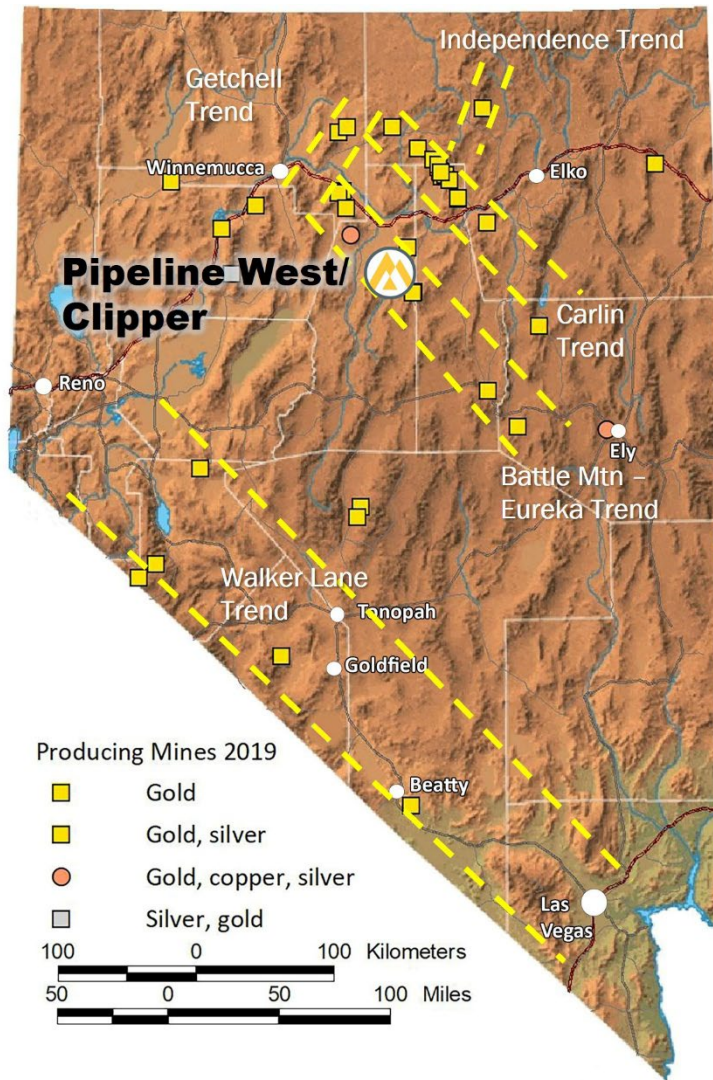 Independence Trend
Getchell
Trend
Winnemucca
Elko
Pipeline West/
Clipper
Carlin
Trend
Reno
Ely
Battle Mtn –
Eureka Trend
Walker Lane
Trend
Tonopah
Goldfield
Beatty
Las
Vegas
Producing Mines 2019
Gold
Gold, silver
Gold, copper, silver
Silver, gold
100 0 100 Kilometers
50 0 50 100 Miles